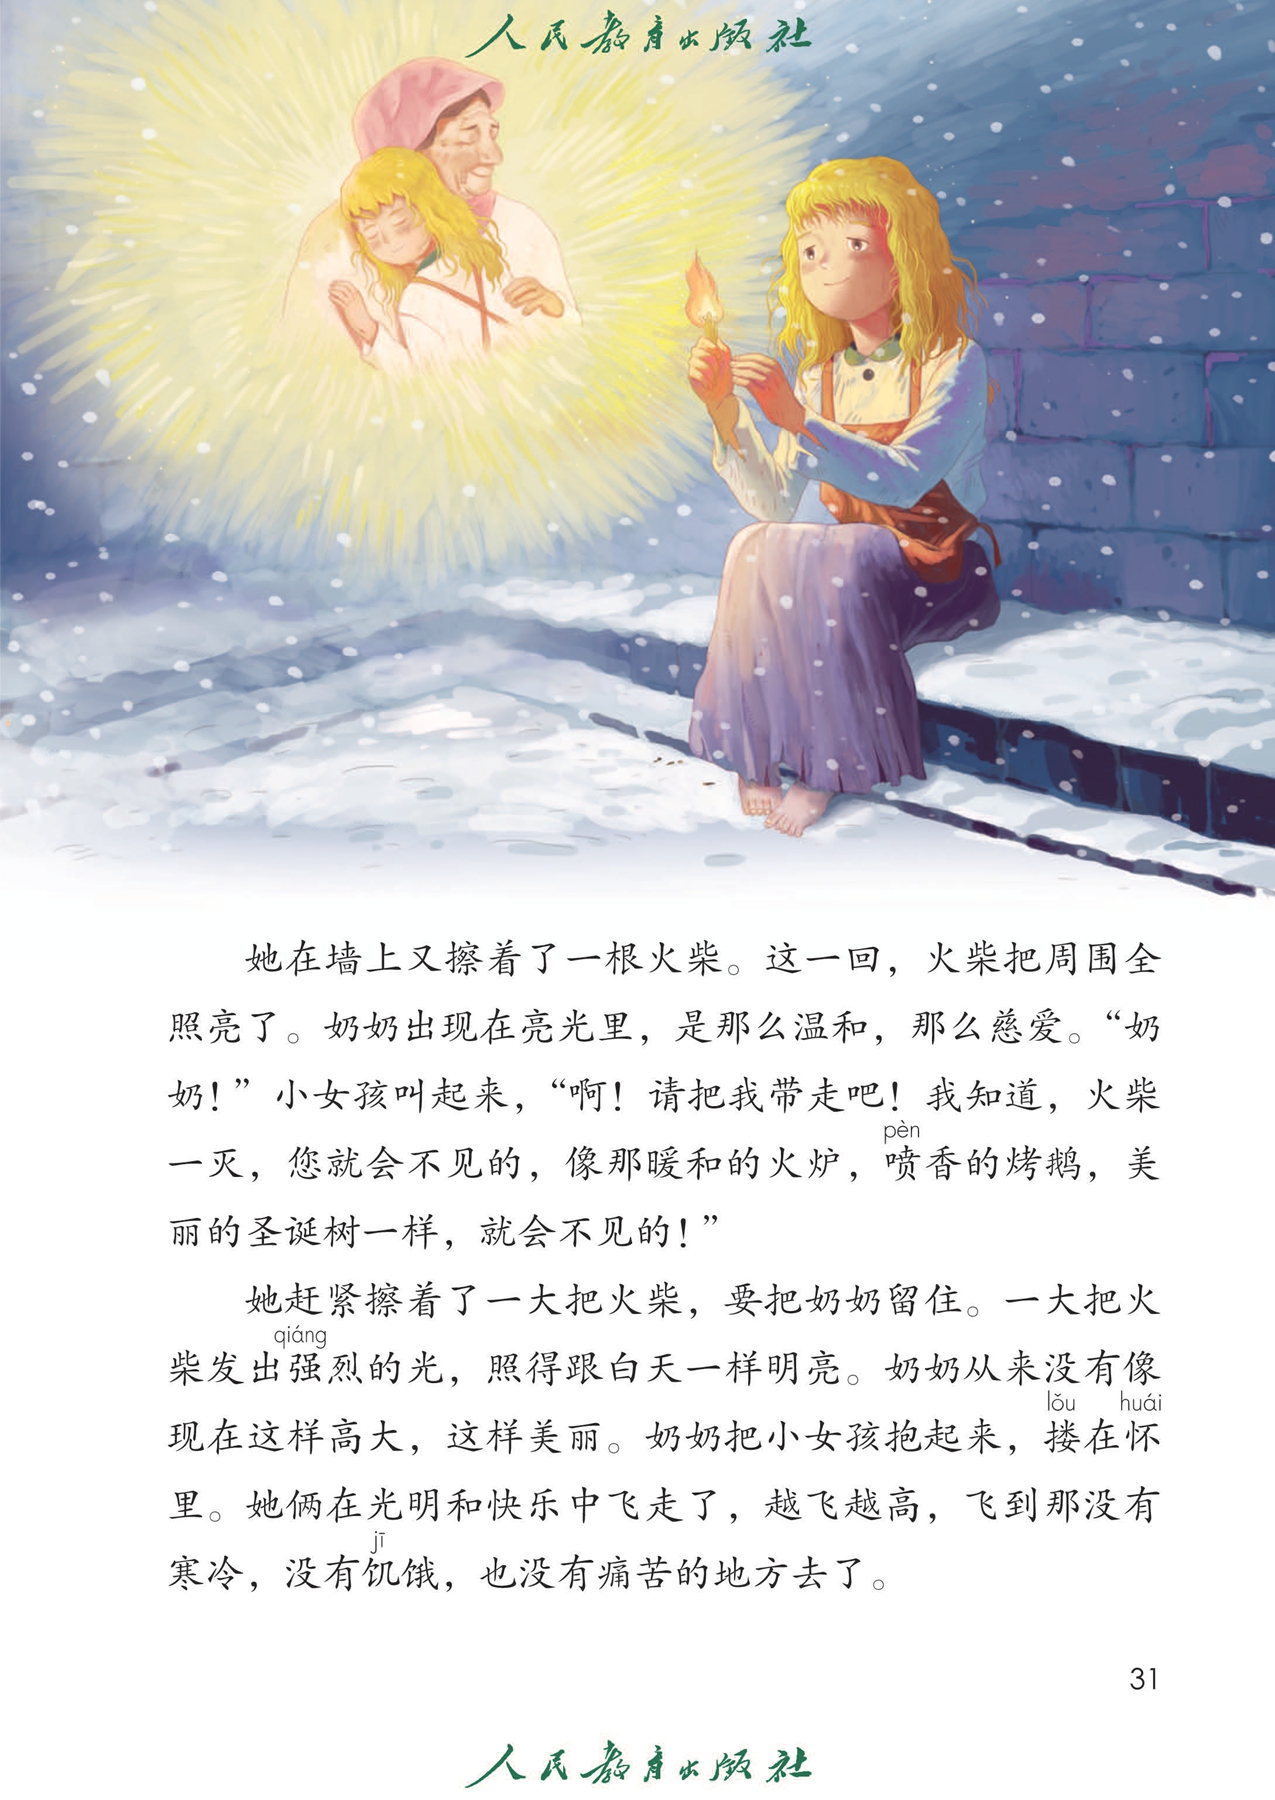 人民教育出版社
她在墙上又擦着了一根火柴。这一回，火柴把周围全
照亮了。奶奶出现在亮光里，是那么温和，那么慈爱。“奶
奶！”小女孩叫起来，“啊！请把我带走吧！我知道，火柴
pèn
一灭，您就会不见的，像那暖和的火炉，喷香的烤鹅，美
丽的圣诞树一样，就会不见的！”
她赶紧擦着了一大把火柴，要把奶奶留住。一大把火
qiáng
柴发出强烈的光，照得跟白天一样明亮。奶奶从来没有像
lǒu huái
现在这样高大，这样美丽。奶奶把小女孩抱起来，搂在怀
里。她俩在光明和快乐中飞走了，越飞越高，飞到那没有
jī
寒冷，没有饥饿，也没有痛苦的地方去了。
31
人民教育出版社